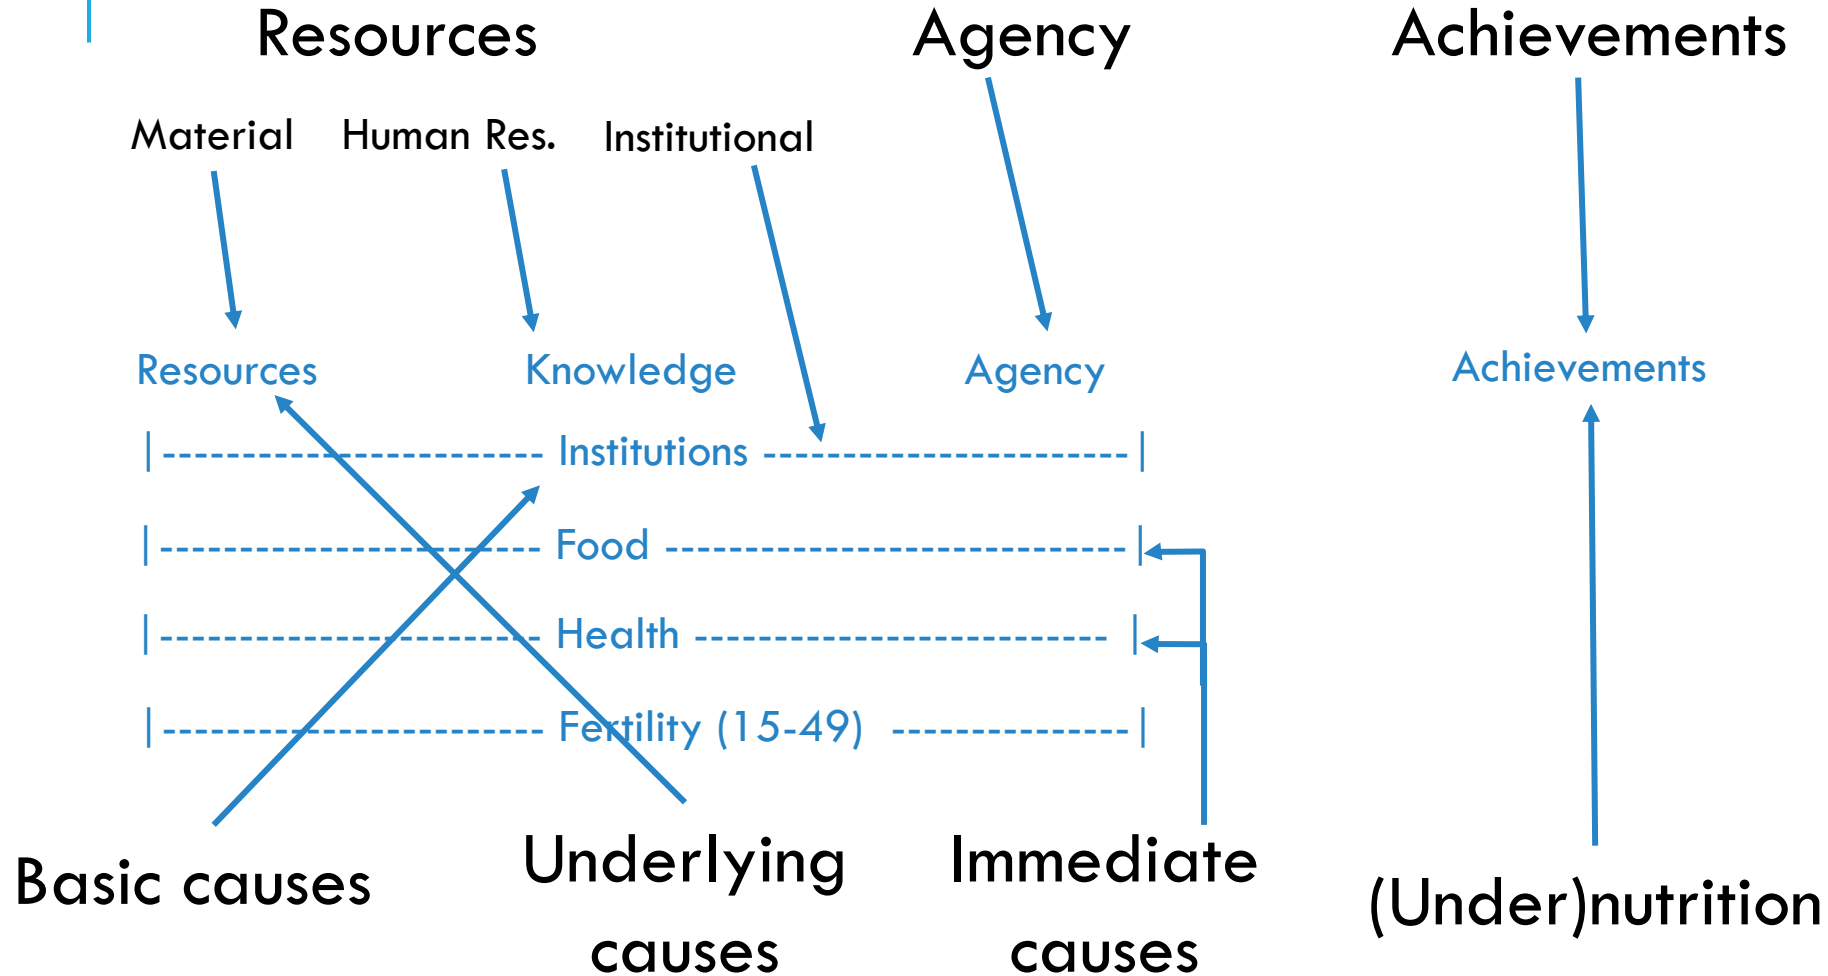 Resources Agency Achievements
Material Human Res. Institutional
Resources Knowledge Agency Achievements
|------------------------ Institutions -----------------------|
|------------------------ Food -----------------------------|
|------------------------ Health -------------------------- |
|------------------------ Fertility (15-49) ---------------|
Basic causes
Underlying
causes
Immediate
causes
(Under)nutrition